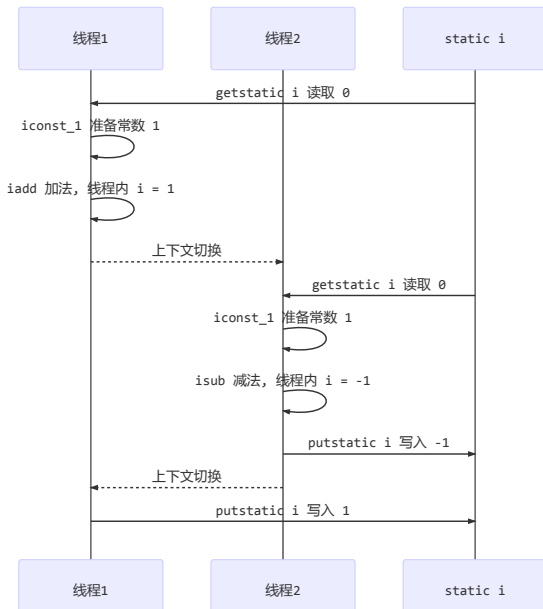 线程1
线程2
static i
getstatic i 读取 0
iconst_1 准备常数 1
iadd 加法, 线程内 i = 1
上下文切换
getstatic i 读取 0
iconst_1 准备常数 1
isub 减法, 线程内 i = -1
putstatic i 写入 -1
上下文切换
putstatic i 写入 1
线程1
线程2
static i